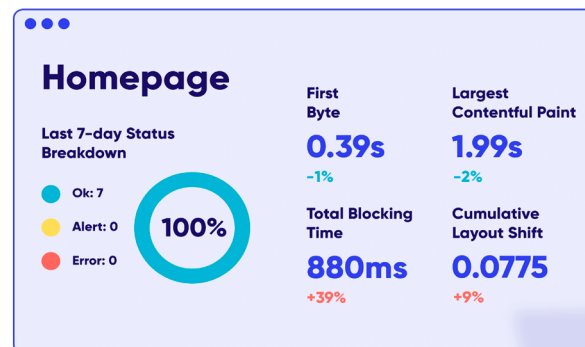 Homepage
Last 7-day Status
Breakdown
Ok: 7
Alert: 0
Error: 0
100%
First
Byte
0.39s
-1%
Largest
Contentful Paint
1.99s
-2%
Total Blocking
Time
880ms
+39%
Cumulative
Layout Shift
0.0775
+9%